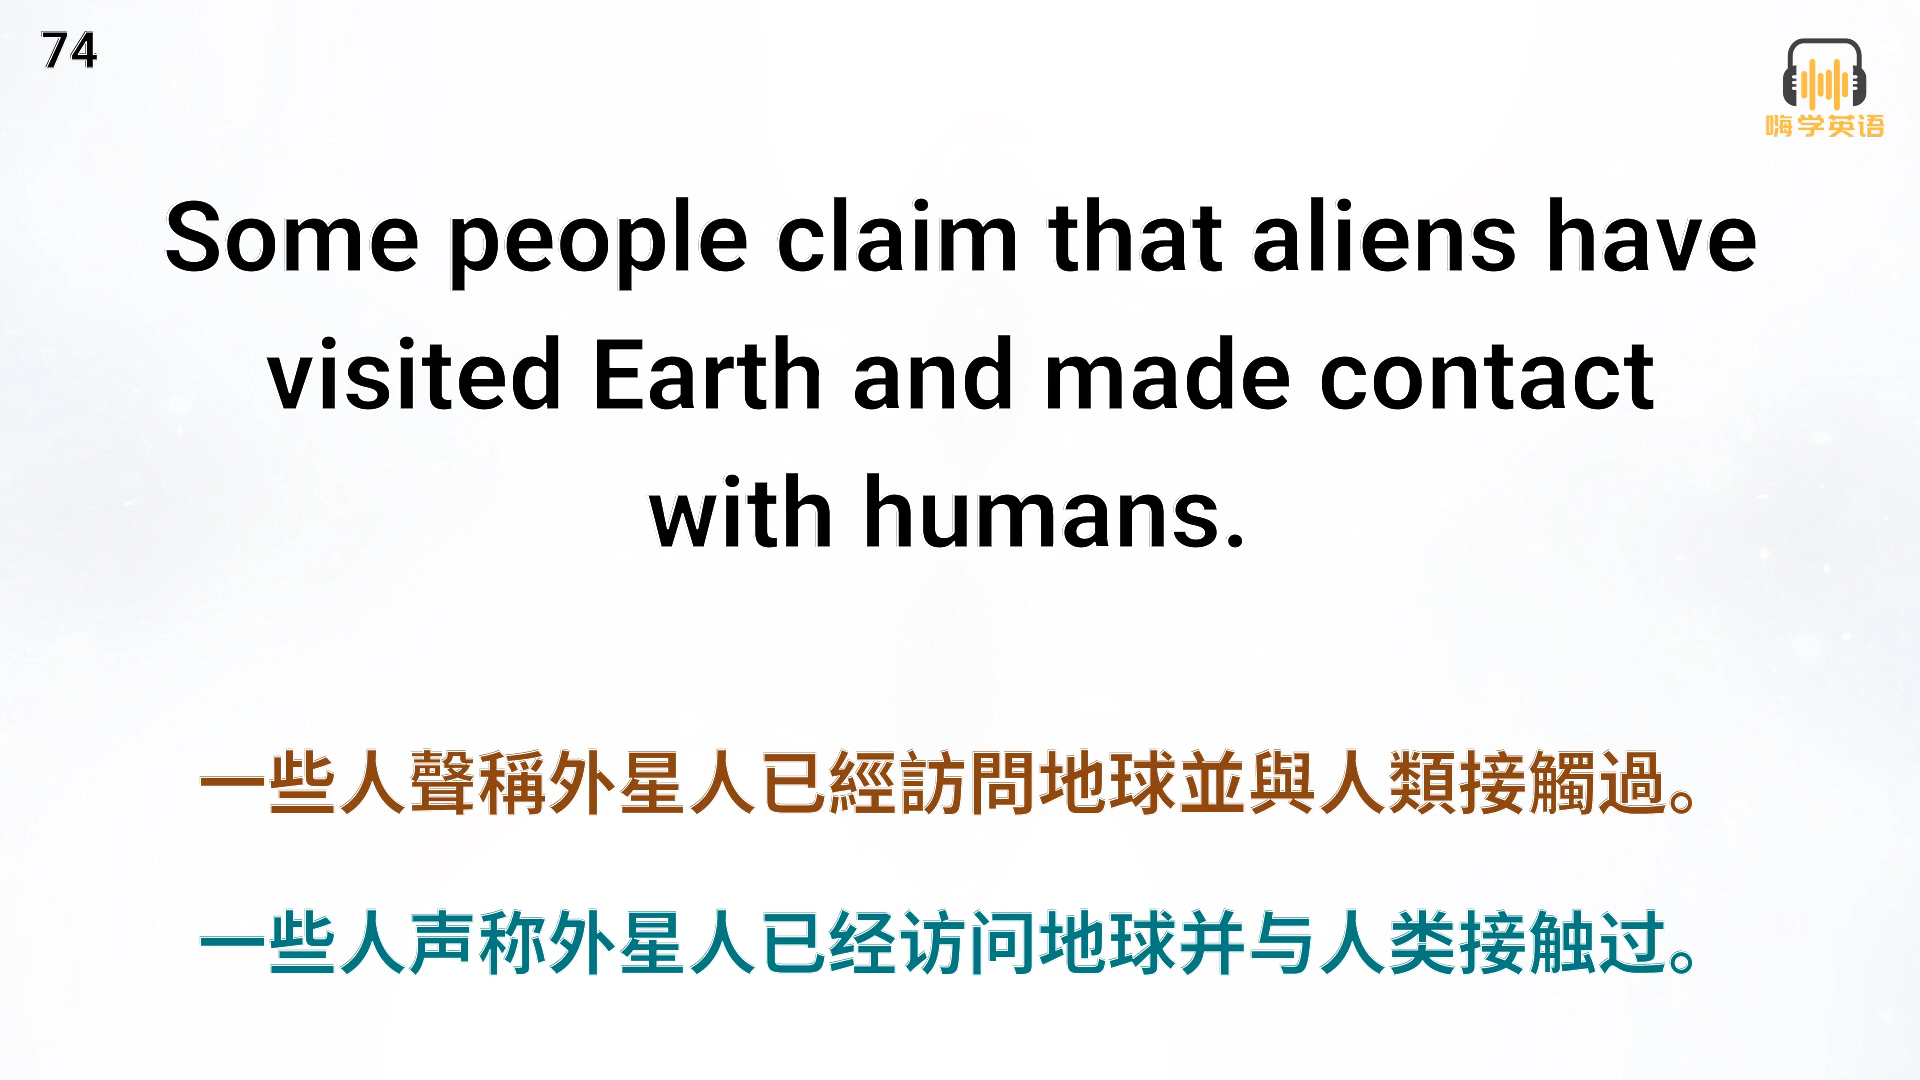 74
嗨学英语
Some people claim that aliens have
visited Earth and made contact
with humans.
一些人聲稱外星人已經訪問地球並與人類接觸過。
一些人声称外星人已经访问地球并与人类接触过。